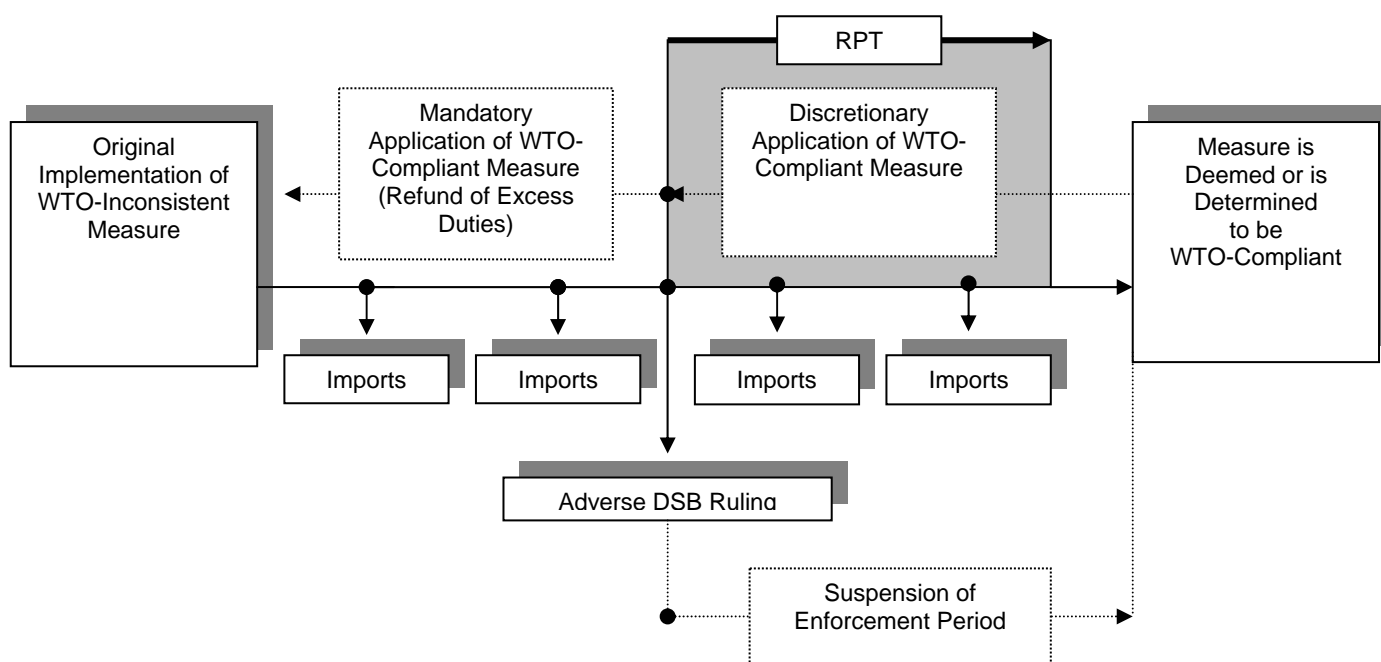 RPT
Original
Implementation of
WTO-Inconsistent
Measure
Mandatory
Application of WTO-
Compliant Measure
(Refund of Excess
Duties)
Discretionary
Application of WTO-
Compliant Measure
Measure is
Deemed or is
Determined
to be
WTO-Compliant
Imports
Imports
Imports
Imports
Adverse DSB Ruling
Suspension of
Enforcement Period